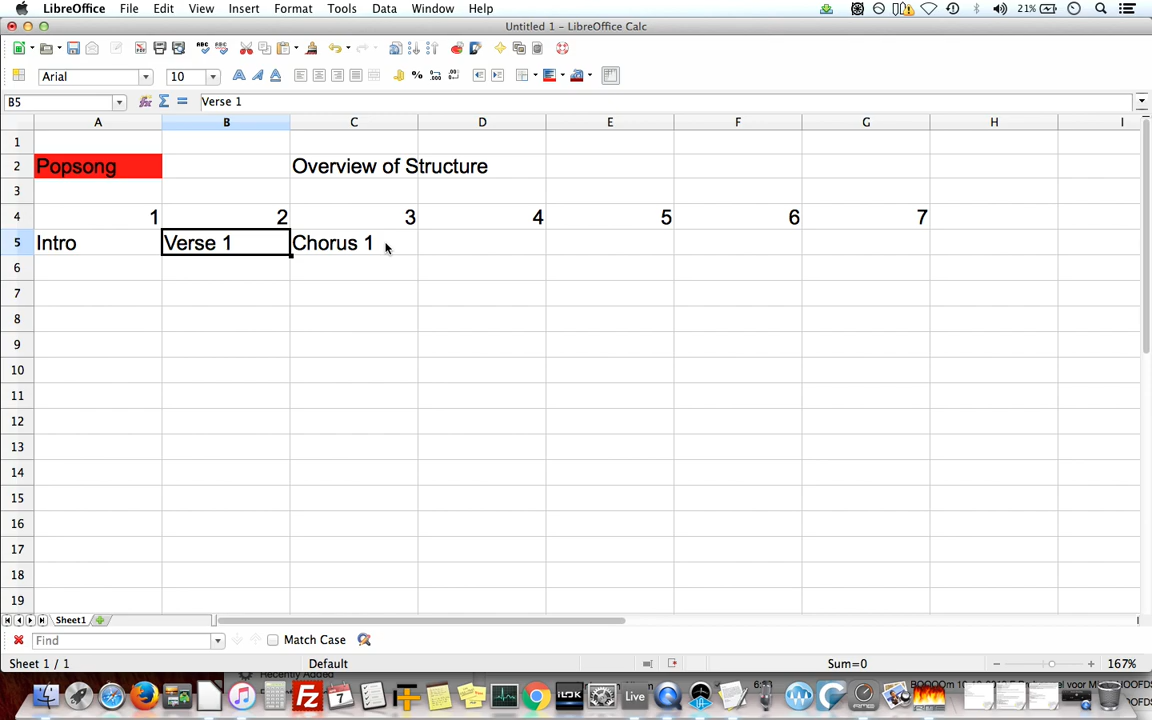 LibreOffice File Edit View Insert Format Tools Data Window Help 21%
Untitled 1 - LibreOffice Calc
Arial 10
B5 Verse 1
A B C D E F G H I
1
2 Popsong Overview of Structure
3
4 1 2 3 4 5 6 7
5 Intro Verse 1 Chorus 1
6
7
8
9
10
11
12
13
14
15
16
17
18
19
Sheet1
Find Match Case
Sheet 1 / 1 Default Sum=0 167%
Recently Added
Live